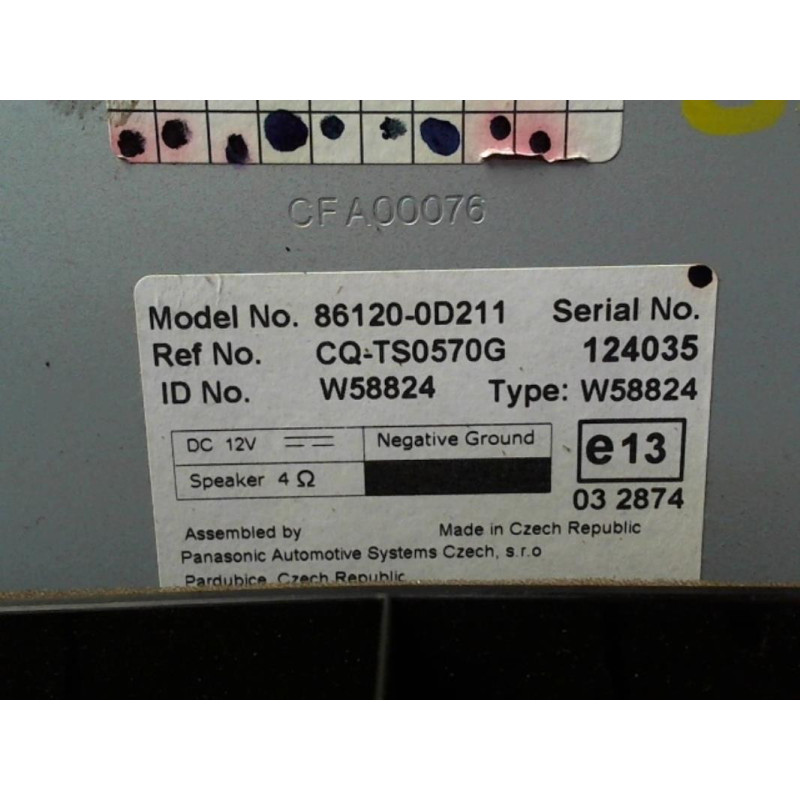 CFA00076
Model No. 86120-0D211 Serial No.
Ref No. CQ-TS0570G 124035
ID No. W58824 Type: W58824
DC 12V Negative Ground
Speaker 4 Ω
e13
03 2874
Assembled by Made in Czech Republic
Panasonic Automotive Systems Czech, s.r.o
Pardubice, Czech Republic